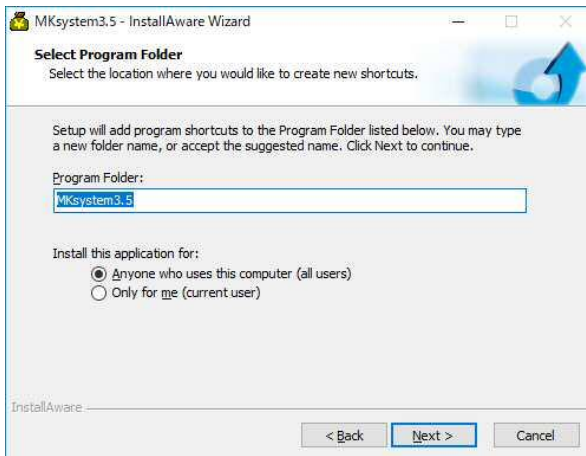 MKsystem3.5 - InstallAware Wizard
Select Program Folder
Select the location where you would like to create new shortcuts.
Setup will add program shortcuts to the Program Folder listed below. You may type
a new folder name, or accept the suggested name. Click Next to continue.
Program Folder:
MKsystem3.5
Install this application for:
Anyone who uses this computer (all users)
Only for me (current user)
InstallAware
< Back
Next >
Cancel